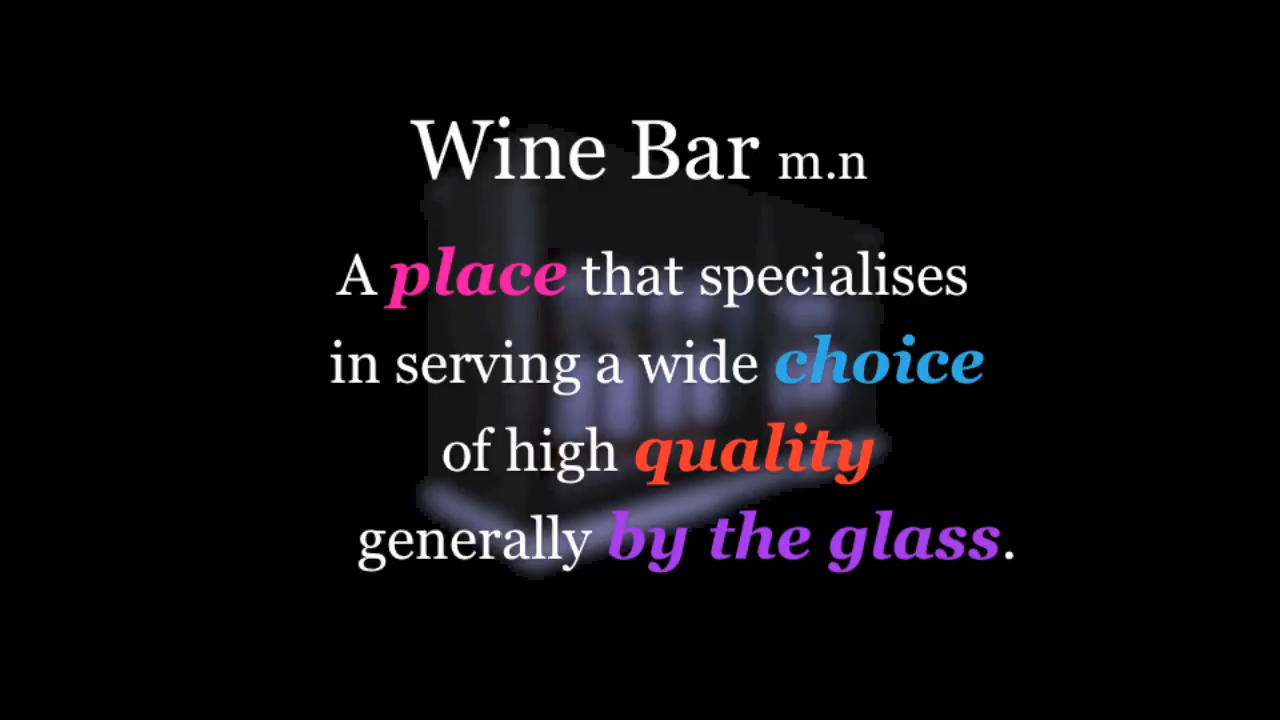 Wine Bar m.n
A place that specialises
in serving a wide choice
of high quality
generally by the glass.